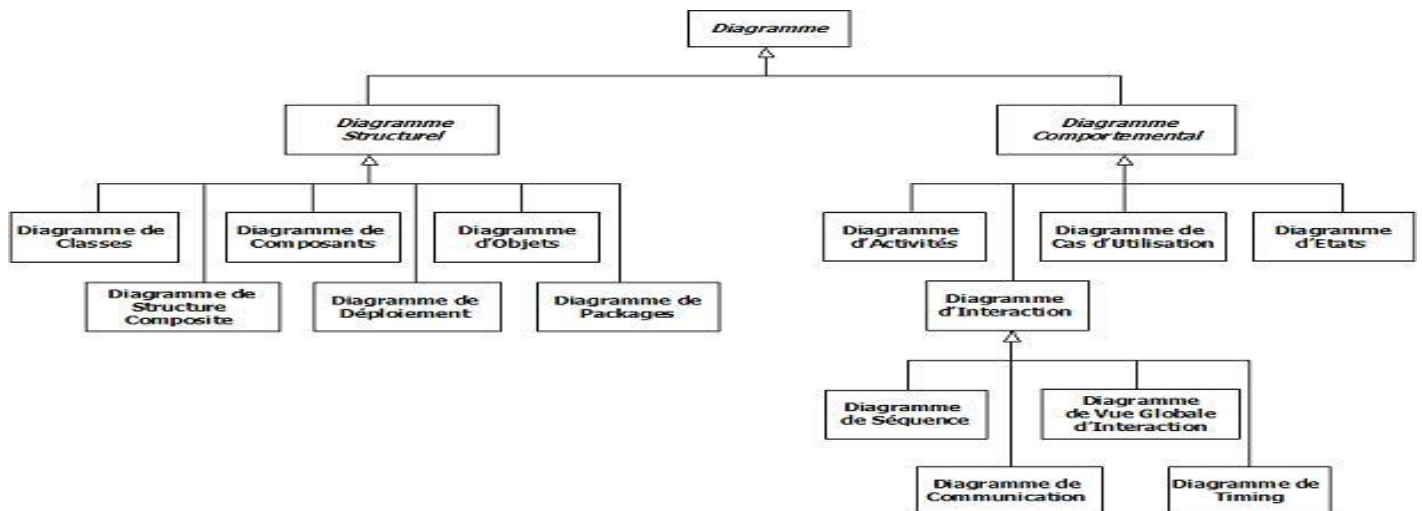 Diagramme
Diagramme
Structurel
Diagramme
Comportemental
Diagramme de
Classes
Diagramme de
Composants
Diagramme
d'Objets
Diagramme
d'Activités
Diagramme de
Cas d'Utilisation
Diagramme
d'Etats
Diagramme de
Structure
Composite
Diagramme de
Déploiement
Diagramme de
Packages
Diagramme
d'Interaction
Diagramme
de Séquence
Diagramme
de Vue Globale
d'Interaction
Diagramme de
Communication
Diagramme de
Timing